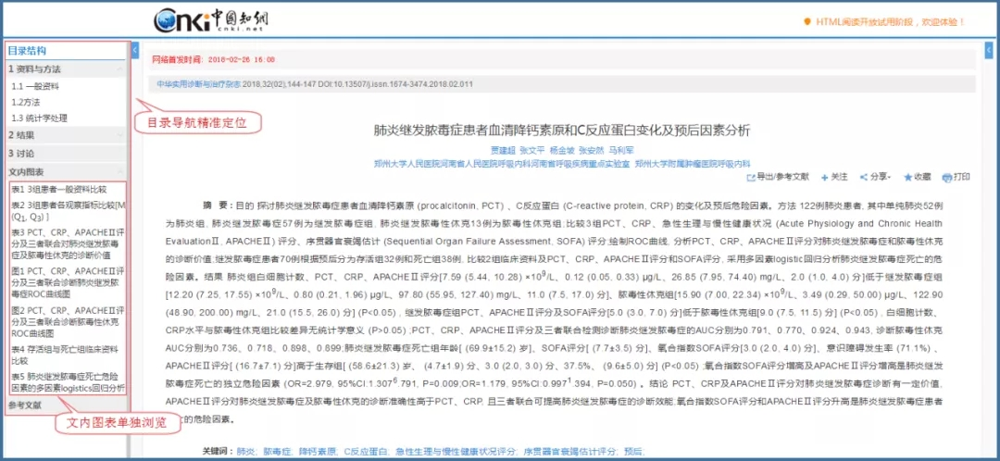 Cnki 中国知网
cnki.net
HTML阅读开放试用阶段，欢迎体验！
目录结构
1 资料与方法
1.1 一般资料
1.2方法
1.3 统计学处理
2 结果
3 讨论
文内图表
表1 3组患者一般资料比较
表2 3组患者各观察指标比较[M
(Q₁, Q₃) ]
表3 PCT、CRP、APACHEⅡ评
分及三者联合对肺炎继发脓毒
症及脓毒性休克的诊断价值
图1 PCT、CRP、APACHEⅡ评
分及三者联合诊断肺炎继发脓
毒症ROC曲线图
图2 PCT、CRP、APACHEⅡ评
分及三者联合诊断脓毒性休克
ROC曲线图
表4 存活组与死亡组临床资料
比较
表5 肺炎继发脓毒症死亡危险
因素的多因素logistics回归分析
参考文献
目录导航精准定位
文内图表单独浏览
网络首发时间：2018-02-26 16:08
中华实用诊断与治疗杂志 2018,32(02),144-147 DOI:10.13507/j.issn.1674-3474.2018.02.011
肺炎继发脓毒症患者血清降钙素原和C反应蛋白变化及预后因素分析
贾建超 张文平 杨金坡 张安然 马利军
郑州大学人民医院河南省人民医院呼吸内科河南省呼吸疾病重点实验室 郑州大学附属肿瘤医院呼吸内科
导出/参考文献 关注 分享 收藏 打印
摘 要：目的 探讨肺炎继发脓毒症患者血清降钙素原 (procalcitonin, PCT) 、C反应蛋白 (C-reactive protein, CRP) 的变化及预后危险因素。方法 122例肺炎患者, 其中单纯肺炎52例
为肺炎组, 肺炎继发脓毒症57例为继发脓毒症组, 肺炎继发脓毒性休克13例为脓毒性休克组;比较3组PCT、CRP、急性生理与慢性健康状况 (Acute Physiology and Chronic Health
EvaluationⅡ, APACHEⅡ) 评分、序贯器官衰竭估计 (Sequential Organ Failure Assessment, SOFA) 评分;绘制ROC曲线, 分析PCT、CRP、APACHEⅡ评分对肺炎继发脓毒症和脓毒性休克
的诊断价值;继发脓毒症患者70例根据预后分为存活组32例和死亡组38例, 比较2组临床资料及PCT、CRP、APACHEⅡ评分和SOFA评分, 采用多因素logistic回归分析肺炎继发脓毒症死亡的危
险因素。结果 肺炎组白细胞计数、PCT、CRP、APACHEⅡ评分[7.59 (5.44, 10.28) ×10⁹/L、0.12 (0.05, 0.33) μg/L、26.85 (7.95, 74.40) mg/L、2.0 (1.0, 4.0) 分]低于继发脓毒症组
[12.20 (7.25, 17.55) ×10⁹/L、0.80 (0.21, 1.96) μg/L、97.80 (55.95, 127.40) mg/L、11.0 (7.5, 17.0) 分]、脓毒性休克组[15.90 (7.00, 22.34) ×10⁹/L、3.49 (0.29, 50.00) μg/L、122.90
(48.90, 200.00) mg/L、21.0 (15.5, 26.0) 分] (P<0.05) , 继发脓毒症组PCT、APACHEⅡ评分及SOFA评分[5.0 (3.0, 7.0) 分]低于脓毒性休克组[9.0 (7.5, 11.5) 分] (P<0.05) , 白细胞计数、
CRP水平与脓毒性休克组比较差异无统计学意义 (P>0.05) ;PCT、CRP、APACHEⅡ评分及三者联合检测诊断肺炎继发脓毒症的AUC分别为0.791、0.770、0.924、0.943, 诊断脓毒性休克
AUC分别为0.736、0.718、0.898、0.899;肺炎继发脓毒症死亡组年龄[ (69.9±15.2) 岁]、SOFA评分[ (7.7±3.5) 分]、氧合指数SOFA评分[3.0 (2.0, 4.0) 分]、意识障碍发生率 (71.1%) 、
APACHEⅡ评分[ (16.7±7.1) 分]高于生存组[ (58.6±21.3) 岁、 (4.7±1.9) 分、3.0 (2.0, 3.0) 分、37.5%、 (9.6±5.0) 分] (P<0.05) ;氧合指数SOFA评分增高及APACHEⅡ评分增高是肺炎继发
脓毒症死亡的独立危险因素 (OR=2.979, 95%CI:1.307⁶.791, P=0.009;OR=1.179, 95%CI:0.997¹.394, P=0.050) 。结论 PCT、CRP及APACHEⅡ评分对肺炎继发脓毒症诊断有一定价值,
APACHEⅡ评分对肺炎继发脓毒症及脓毒性休克的诊断准确性高于PCT、CRP, 且三者联合可提高肺炎继发脓毒症的诊断效能;氧合指数SOFA评分和APACHEⅡ评分升高是肺炎继发脓毒症患者
亡的危险因素。
关键词： 肺炎; 脓毒症; 降钙素原; C反应蛋白; 急性生理与慢性健康状况评分; 序贯器官衰竭估计评分; 预后;